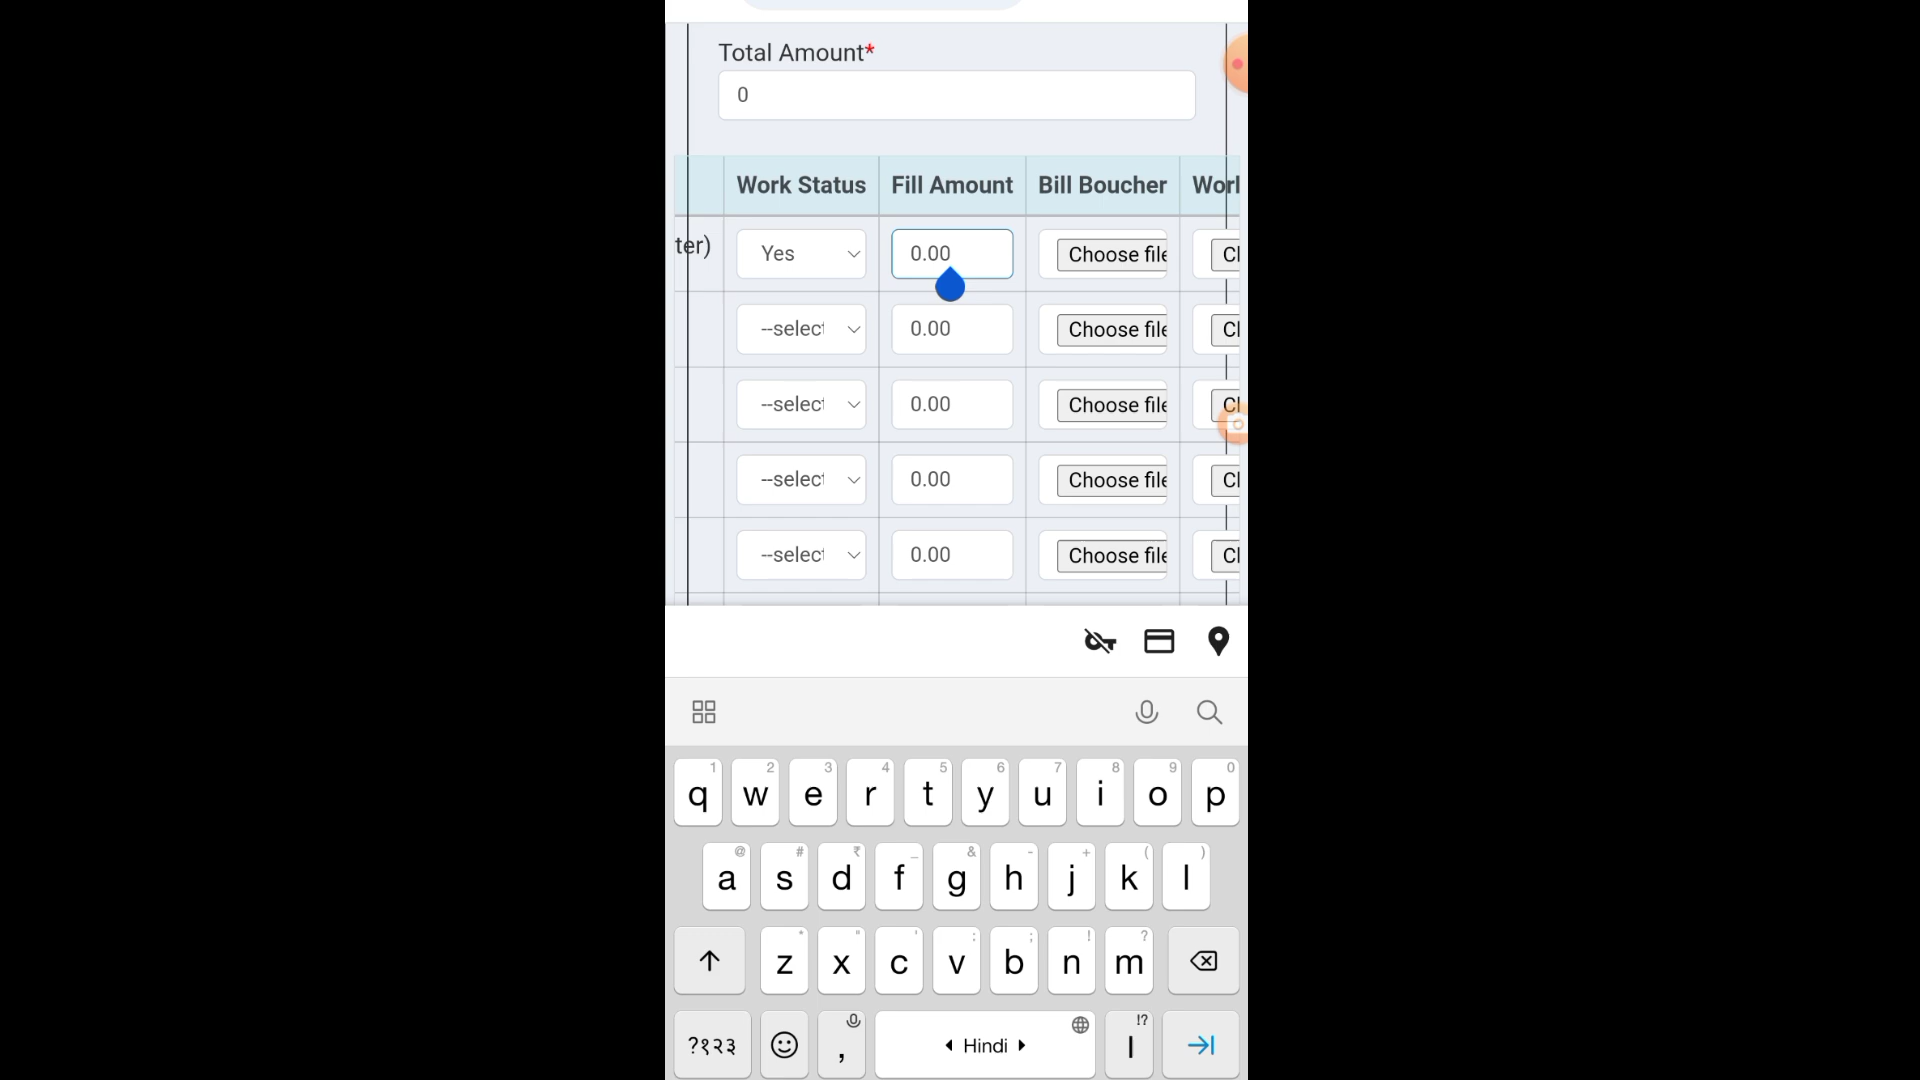 Total Amount*
0
Work Status Fill Amount Bill Boucher Worl
ter) Yes 0.00 Choose file Cl
--select 0.00 Choose file Cl
--select 0.00 Choose file Cl
--select 0.00 Choose file Cl
--select 0.00 Choose file Cl
1 2 3 4 5 6 7 8 9 0
q w e r t y u i o p
@ # ₹ _ & - + ( )
a s d f g h j k l
* " ' : ; ! ?
z x c v b n m
!?
?१२३ , Hindi ।